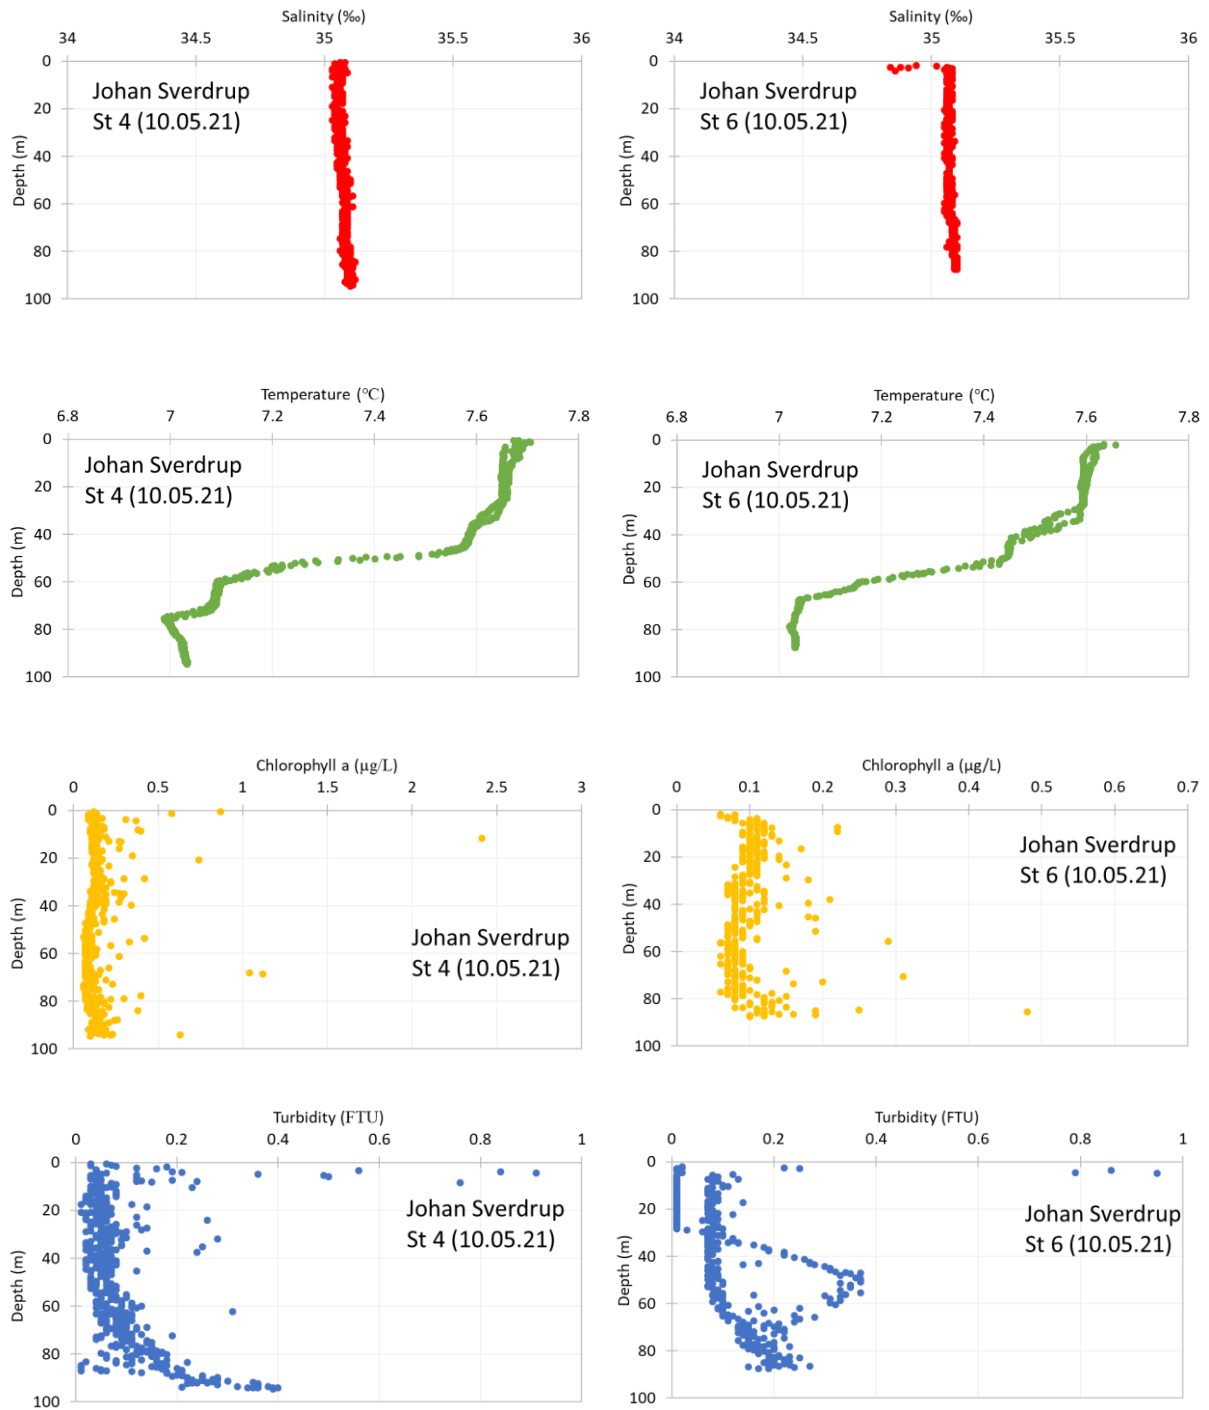 Salinity (‰)
34 34.5 35 35.5 36
0
20
40
60
80
100
Depth (m)
Johan Sverdrup
St 4 (10.05.21)
Salinity (‰)
34 34.5 35 35.5 36
0
20
40
60
80
100
Depth (m)
Johan Sverdrup
St 6 (10.05.21)
Temperature (°C)
6.8 7 7.2 7.4 7.6 7.8
0
20
40
60
80
100
Depth (m)
Johan Sverdrup
St 4 (10.05.21)
Temperature (°C)
6.8 7 7.2 7.4 7.6 7.8
0
20
40
60
80
100
Depth (m)
Johan Sverdrup
St 6 (10.05.21)
Chlorophyll a (µg/L)
0 0.5 1 1.5 2 2.5 3
0
20
40
60
80
100
Depth (m)
Johan Sverdrup
St 4 (10.05.21)
Chlorophyll a (µg/L)
0 0.1 0.2 0.3 0.4 0.5 0.6 0.7
0
20
40
60
80
100
Depth (m)
Johan Sverdrup
St 6 (10.05.21)
Turbidity (FTU)
0 0.2 0.4 0.6 0.8 1
0
20
40
60
80
100
Depth (m)
Johan Sverdrup
St 4 (10.05.21)
Turbidity (FTU)
0 0.2 0.4 0.6 0.8 1
0
20
40
60
80
100
Depth (m)
Johan Sverdrup
St 6 (10.05.21)